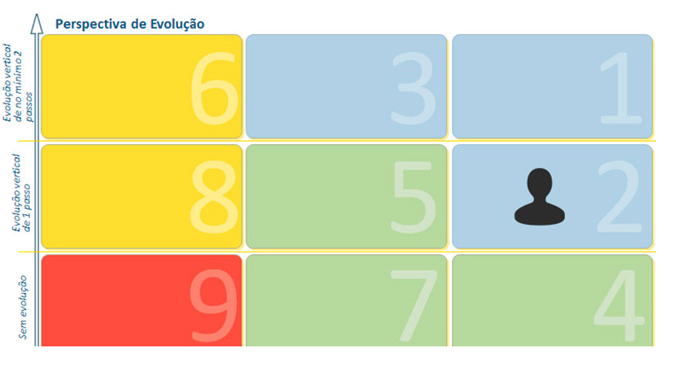 Perspectiva de Evolução
Evolução vertical
de no mínimo 2
passos
6
3
1
Evolução vertical
de 1 passo
8
5
2
Sem evolução
9
7
4